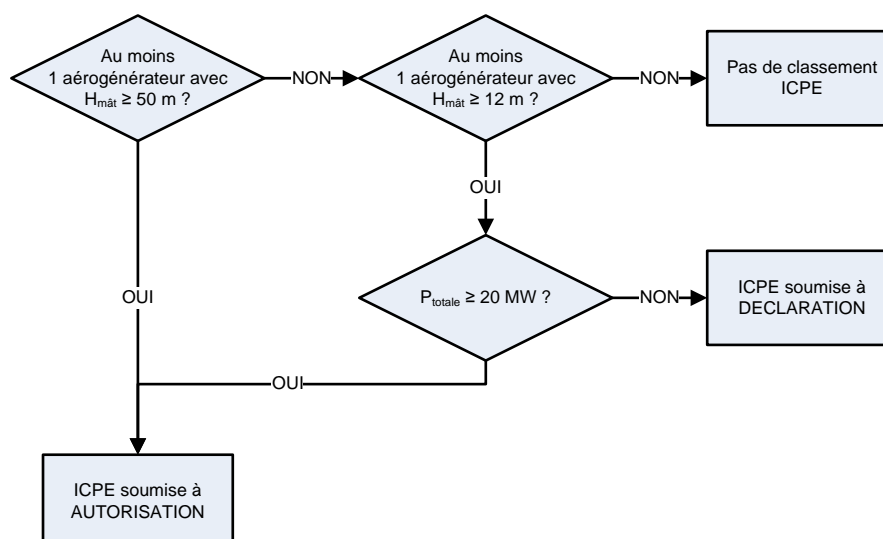 Au moins
1 aérogénérateur avec
Hmât ≥ 50 m ?
NON
Au moins
1 aérogénérateur avec
Hmât ≥ 12 m ?
NON
Pas de classement
ICPE
OUI
OUI
Ptotale ≥ 20 MW ?
NON
ICPE soumise à
DECLARATION
OUI
ICPE soumise à
AUTORISATION